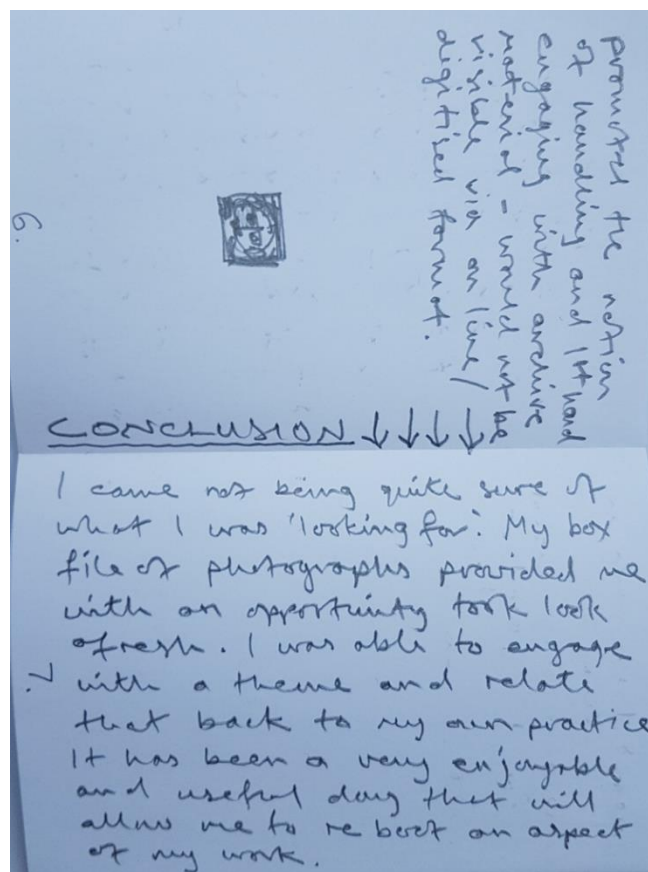 promoted the notion
of handling and 1st hand
engaging with archive
material - would not be
visible via on line /
digitised format.
6.
CONCLUSION ↓ ↓ ↓ ↓
I came not being quite sure of
what I was 'looking for'. My box
file of photographs provided me
with an opportunity took look
afresh. I was able to engage
with a theme and relate
that back to my own practice
It has been a very enjoyable
and useful day that will
allow me to reboot an aspect
of my work.
7.